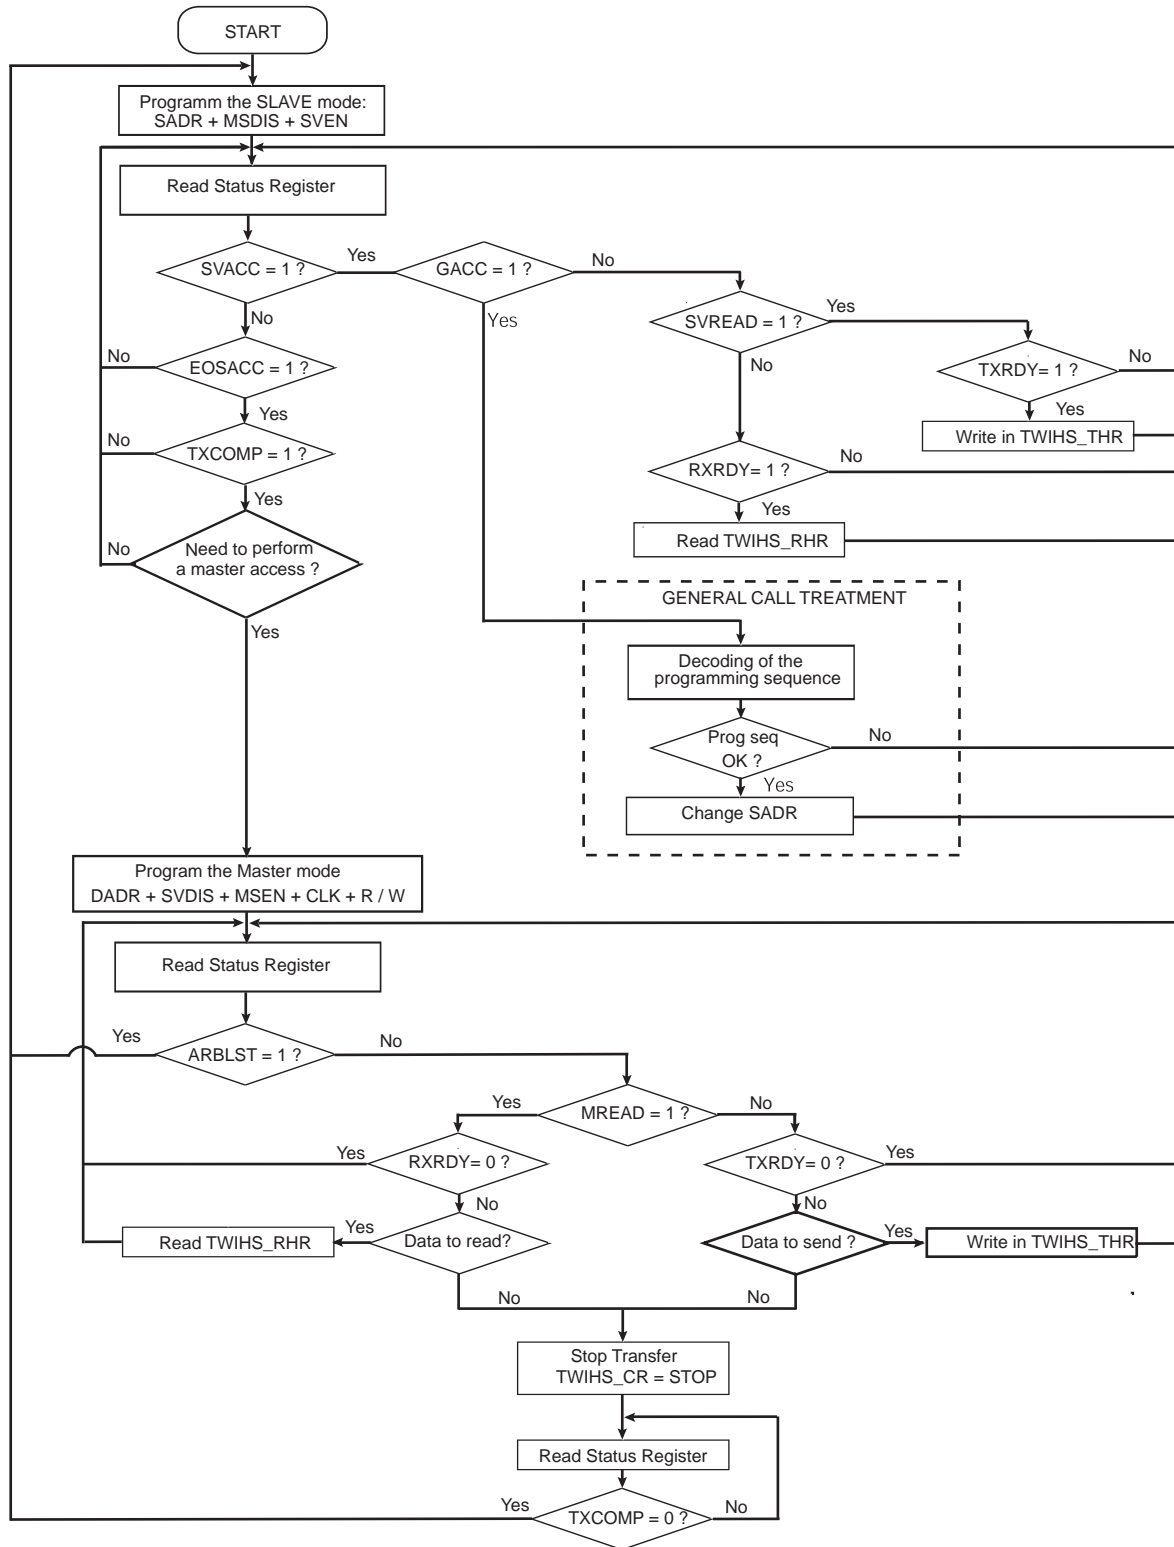 START
Programm the SLAVE mode:
SADR + MSDIS + SVEN
Read Status Register
SVACC = 1 ?
Yes
GACC = 1 ?
No
SVREAD = 1 ?
Yes
No
Yes
No
EOSACC = 1 ?
No
TXRDY= 1 ?
No
Yes
Yes
Write in TWIHS_THR
No
TXCOMP = 1 ?
RXRDY= 1 ?
No
Yes
Yes
Read TWIHS_RHR
No
Need to perform
a master access ?
GENERAL CALL TREATMENT
Yes
Decoding of the
programming sequence
Prog seq
OK ?
No
Yes
Change SADR
Program the Master mode
DADR + SVDIS + MSEN + CLK + R / W
Read Status Register
Yes
ARBLST = 1 ?
No
Yes
MREAD = 1 ?
No
Yes
RXRDY= 0 ?
TXRDY= 0 ?
Yes
No
No
Read TWIHS_RHR
Yes
Data to read?
Data to send ?
Yes
Write in TWIHS_THR
No
No
Stop Transfer
TWIHS_CR = STOP
Read Status Register
Yes
TXCOMP = 0 ?
No